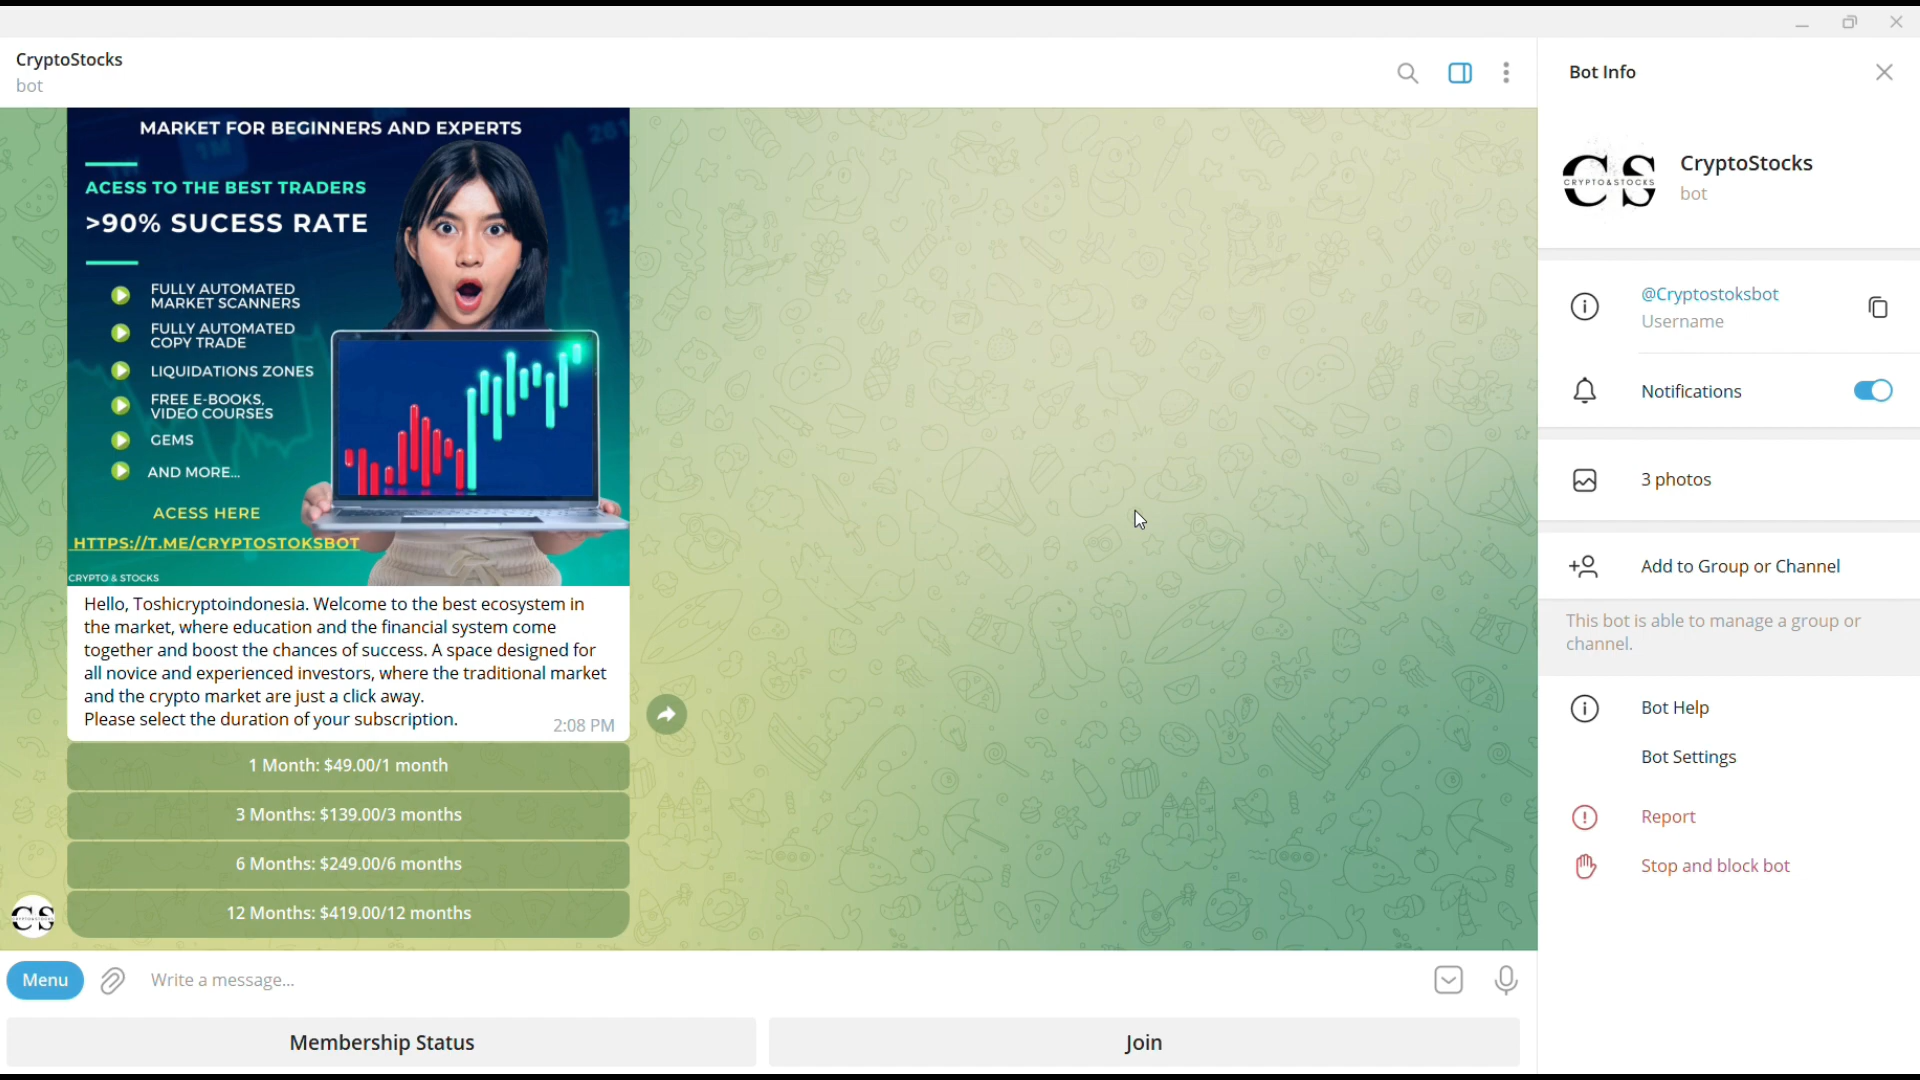 CryptoStocks
bot
MARKET FOR BEGINNERS AND EXPERTS
ACESS TO THE BEST TRADERS
>90% SUCESS RATE
FULLY AUTOMATED
MARKET SCANNERS
FULLY AUTOMATED
COPY TRADE
LIQUIDATIONS ZONES
FREE E-BOOKS,
VIDEO COURSES
GEMS
AND MORE...
ACESS HERE
HTTPS://T.ME/CRYPTOSTOKSBOT
CRYPTO & STOCKS
Hello, Toshicryptoindonesia. Welcome to the best ecosystem in
the market, where education and the financial system come
together and boost the chances of success. A space designed for
all novice and experienced investors, where the traditional market
and the crypto market are just a click away.
Please select the duration of your subscription.
2:08 PM
1 Month: $49.00/1 month
3 Months: $139.00/3 months
6 Months: $249.00/6 months
12 Months: $419.00/12 months
CS
Menu
Write a message...
Membership Status
Join
Bot Info
CS
CRYPTO&STOCKS
CryptoStocks
bot
@Cryptostoksbot
Username
Notifications
3 photos
Add to Group or Channel
This bot is able to manage a group or
channel.
Bot Help
Bot Settings
Report
Stop and block bot